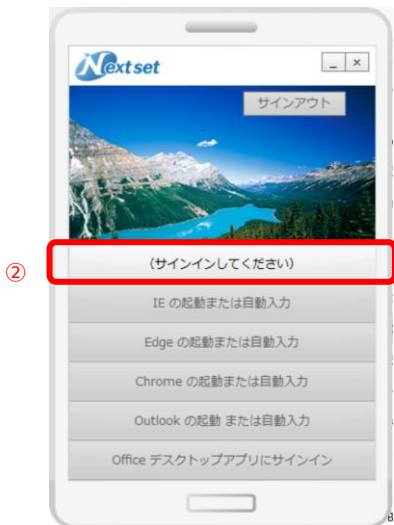 Nextset
サインアウト
②
(サインインしてください)
IE の起動または自動入力
Edge の起動または自動入力
Chrome の起動または自動入力
Outlook の起動 または自動入力
Office デスクトップアプリにサインイン